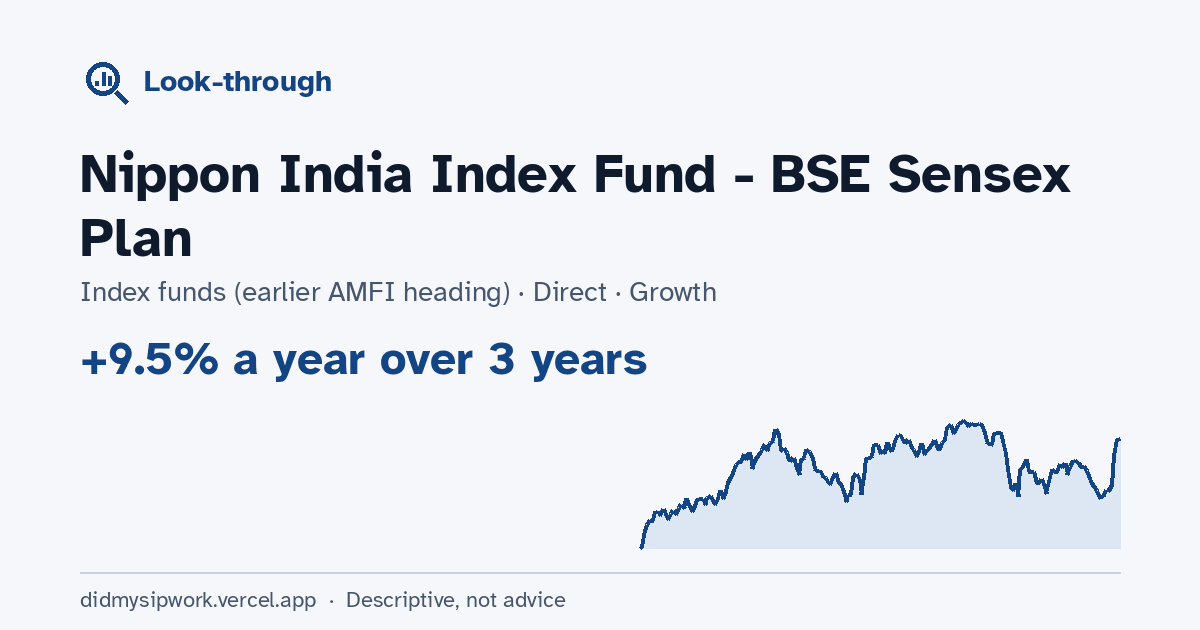 Look-through
Nippon India Index Fund - BSE Sensex
Plan
Index funds (earlier AMFI heading) · Direct · Growth
+9.5% a year over 3 years
didmysipwork.vercel.app · Descriptive, not advice